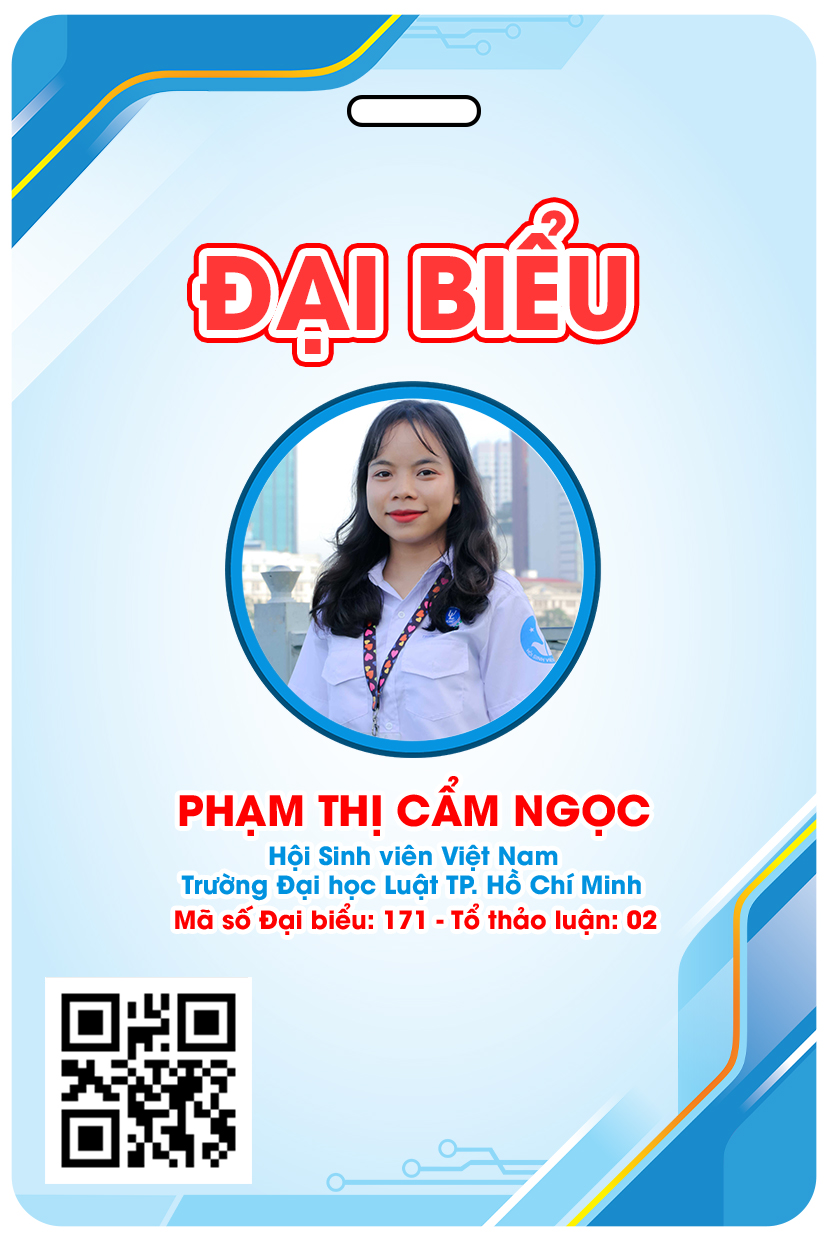 ĐẠI BIỂU
PHẠM THỊ CẨM NGỌC
Hội Sinh viên Việt Nam
Trường Đại học Luật TP. Hồ Chí Minh
Mã số Đại biểu: 171 - Tổ thảo luận: 02